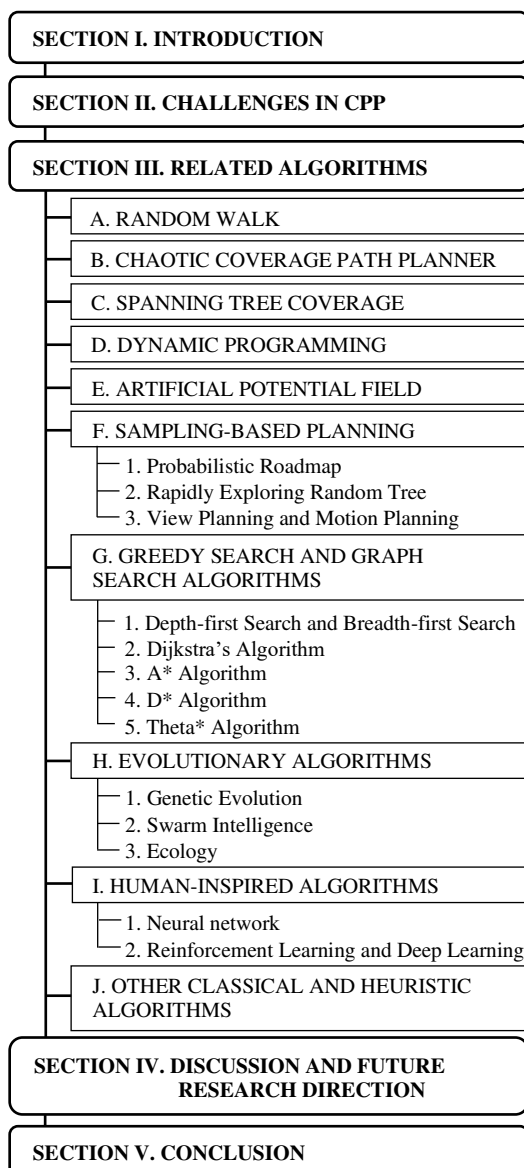 SECTION I. INTRODUCTION
SECTION II. CHALLENGES IN CPP
SECTION III. RELATED ALGORITHMS
A. RANDOM WALK
B. CHAOTIC COVERAGE PATH PLANNER
C. SPANNING TREE COVERAGE
D. DYNAMIC PROGRAMMING
E. ARTIFICIAL POTENTIAL FIELD
F. SAMPLING-BASED PLANNING
1. Probabilistic Roadmap
2. Rapidly Exploring Random Tree
3. View Planning and Motion Planning
G. GREEDY SEARCH AND GRAPH
SEARCH ALGORITHMS
1. Depth-first Search and Breadth-first Search
2. Dijkstra's Algorithm
3. A* Algorithm
4. D* Algorithm
5. Theta* Algorithm
H. EVOLUTIONARY ALGORITHMS
1. Genetic Evolution
2. Swarm Intelligence
3. Ecology
I. HUMAN-INSPIRED ALGORITHMS
1. Neural network
2. Reinforcement Learning and Deep Learning
J. OTHER CLASSICAL AND HEURISTIC
ALGORITHMS
SECTION IV. DISCUSSION AND FUTURE
RESEARCH DIRECTION
SECTION V. CONCLUSION